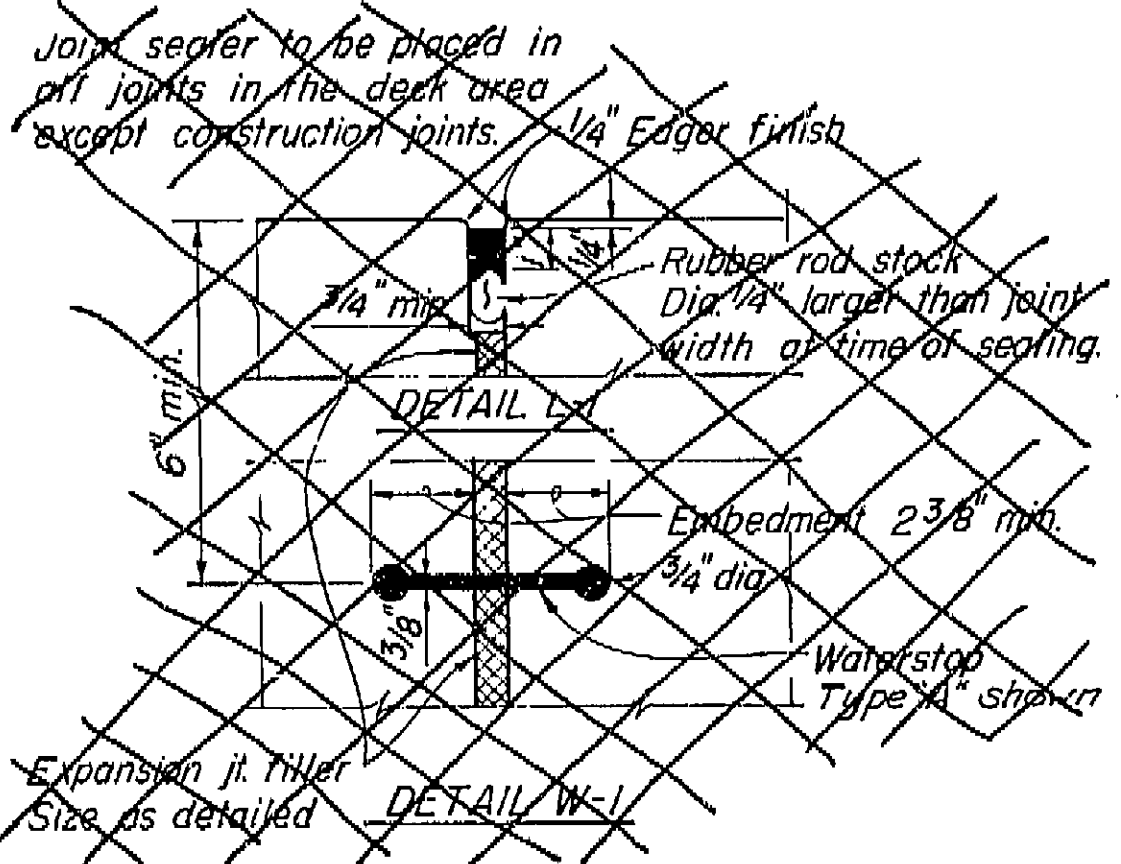 Joint sealer to be placed in
all joints in the deck area
except construction joints.
1/4" Edger finish
1/4"
Rubber rod stock
Dia. 1/4" larger than joint
width at time of sealing.
3/4" min.
6" min.
DETAIL L-1
Embedment 2 3/8" min.
3/4" dia.
3/8"
Waterstop
Type "A" shown
Expansion jt. filler
Size as detailed
DETAIL W-1